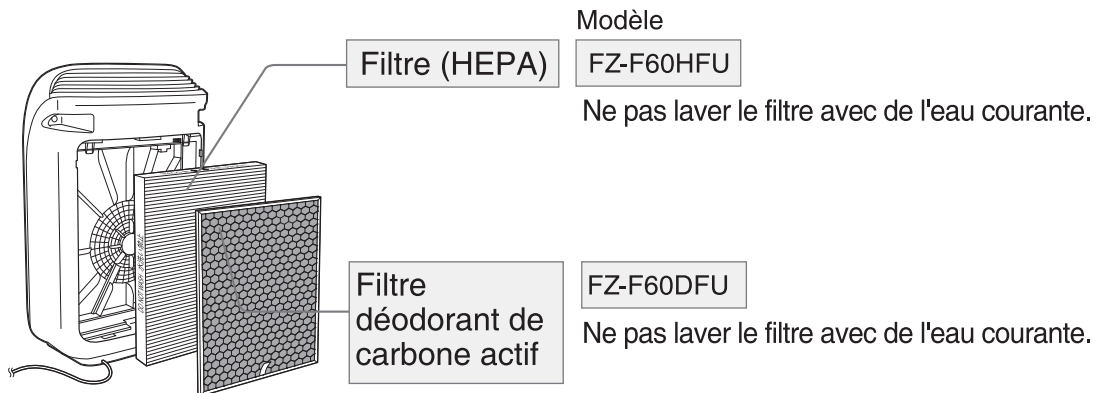 Modèle
Filtre (HEPA)
FZ-F60HFU
Ne pas laver le filtre avec de l'eau courante.
Filtre
déodorant de
carbone actif
FZ-F60DFU
Ne pas laver le filtre avec de l'eau courante.